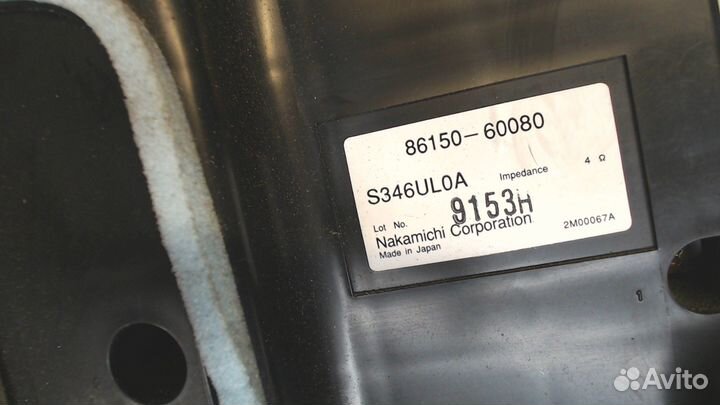 86150-60080
S346UL0A Impedance 4 Ω
Lot No. 9153H
Nakamichi Corporation 2M00067A
Made in Japan
1
Avito